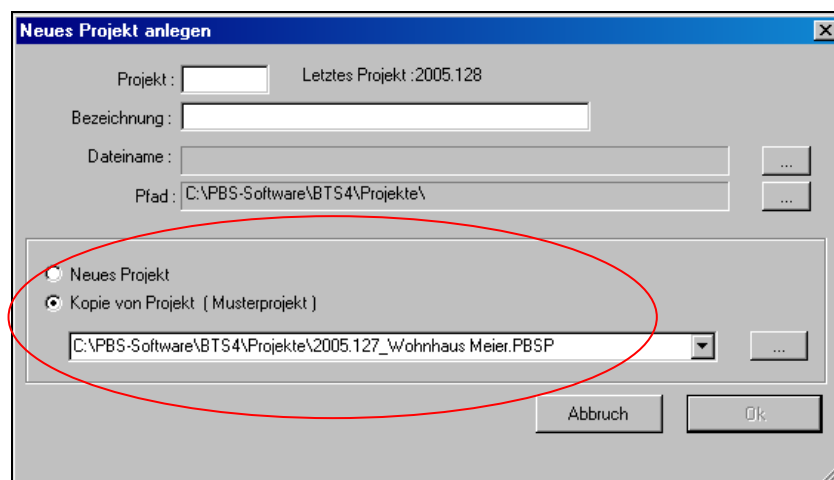 Neues Projekt anlegen
Projekt : Letztes Projekt :2005.128
Bezeichnung :
Dateiname : ...
Pfad : C:\PBS-Software\BTS4\Projekte\ ...
Neues Projekt
Kopie von Projekt ( Musterprojekt )
C:\PBS-Software\BTS4\Projekte\2005.127_Wohnhaus Meier.PBSP ...
Abbruch Ok